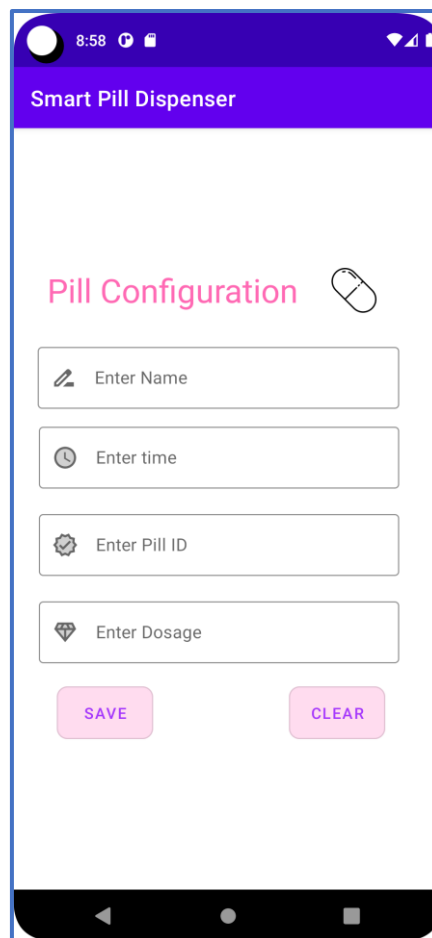 8:58
Smart Pill Dispenser
Pill Configuration
Enter Name
Enter time
Enter Pill ID
Enter Dosage
SAVE CLEAR